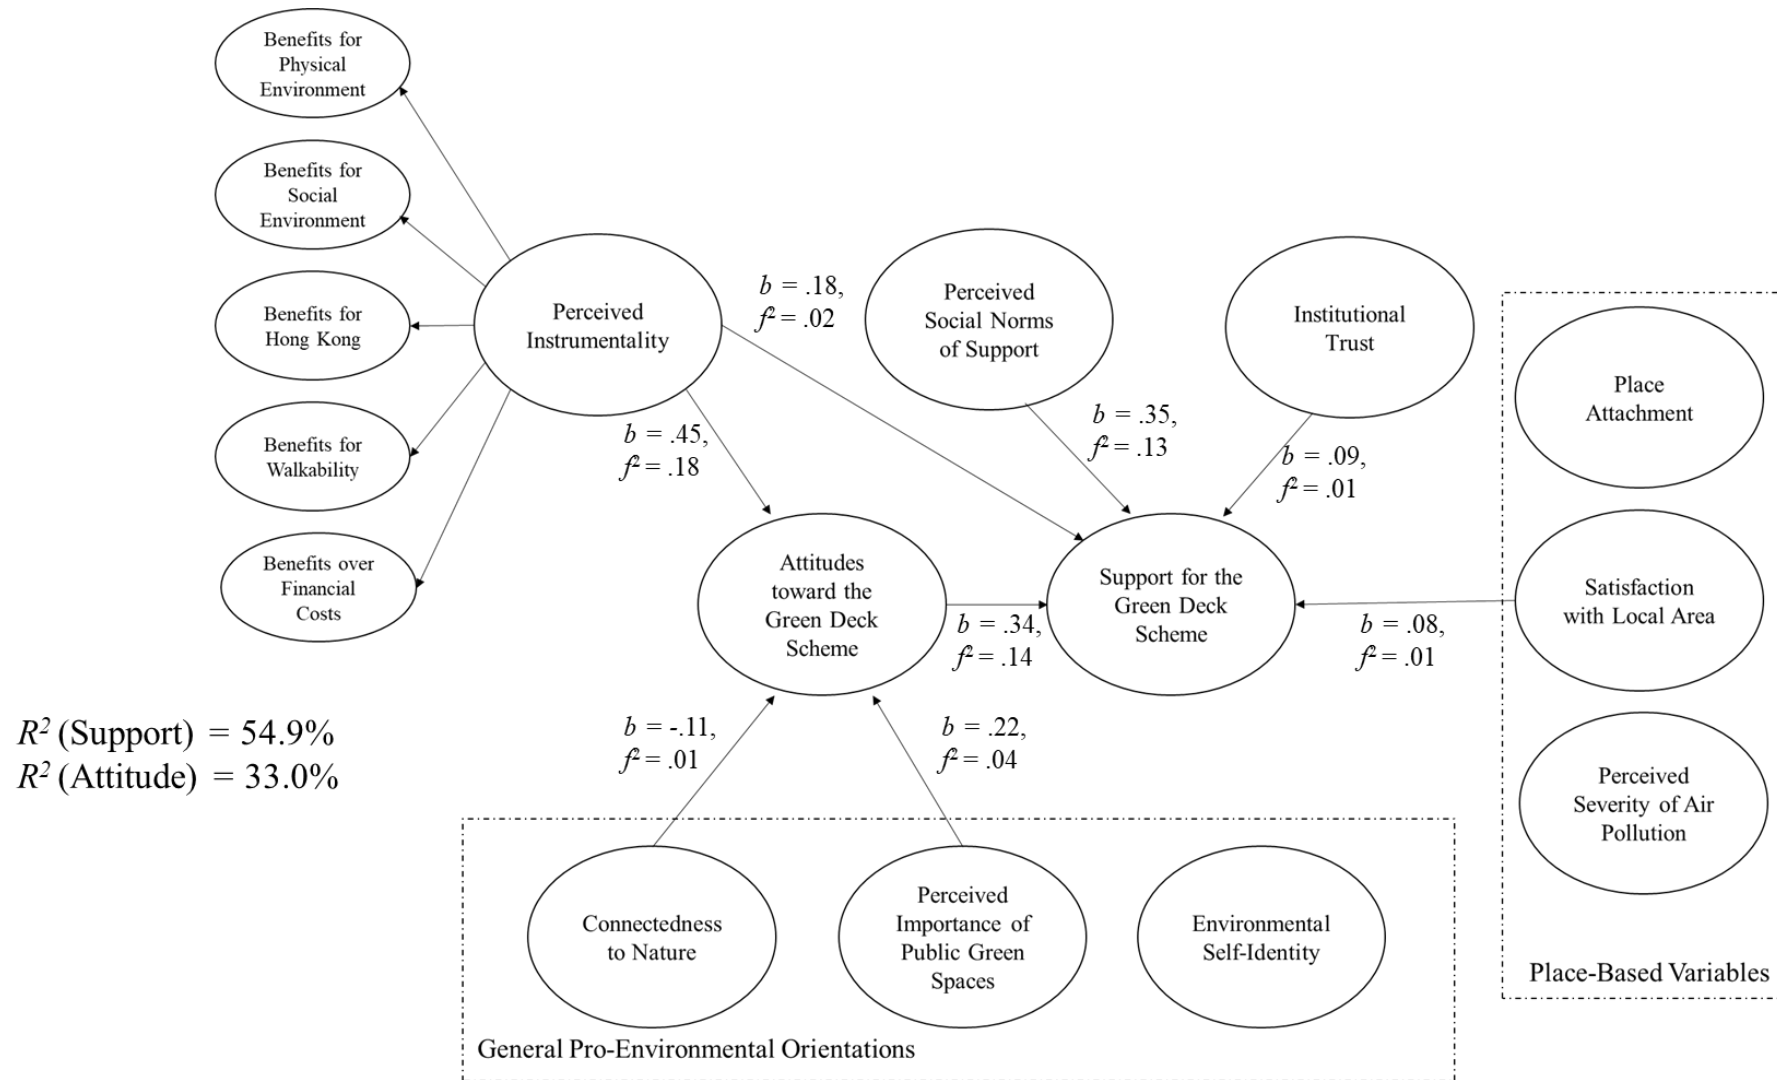 Benefits for
Physical
Environment
Benefits for
Social
Environment
Benefits for
Hong Kong
Benefits for
Walkability
Benefits over
Financial
Costs
Perceived
Instrumentality
b = .18,
f² = .02
Perceived
Social Norms
of Support
Institutional
Trust
b = .45,
f² = .18
b = .35,
f² = .13
b = .09,
f² = .01
Place
Attachment
Satisfaction
with Local Area
Perceived
Severity of Air
Pollution
Place-Based Variables
Attitudes
toward the
Green Deck
Scheme
b = .34,
f² = .14
Support for the
Green Deck
Scheme
b = .08,
f² = .01
R² (Support) = 54.9%
R² (Attitude) = 33.0%
b = -.11,
f² = .01
b = .22,
f² = .04
Connectedness
to Nature
Perceived
Importance of
Public Green
Spaces
Environmental
Self-Identity
General Pro-Environmental Orientations